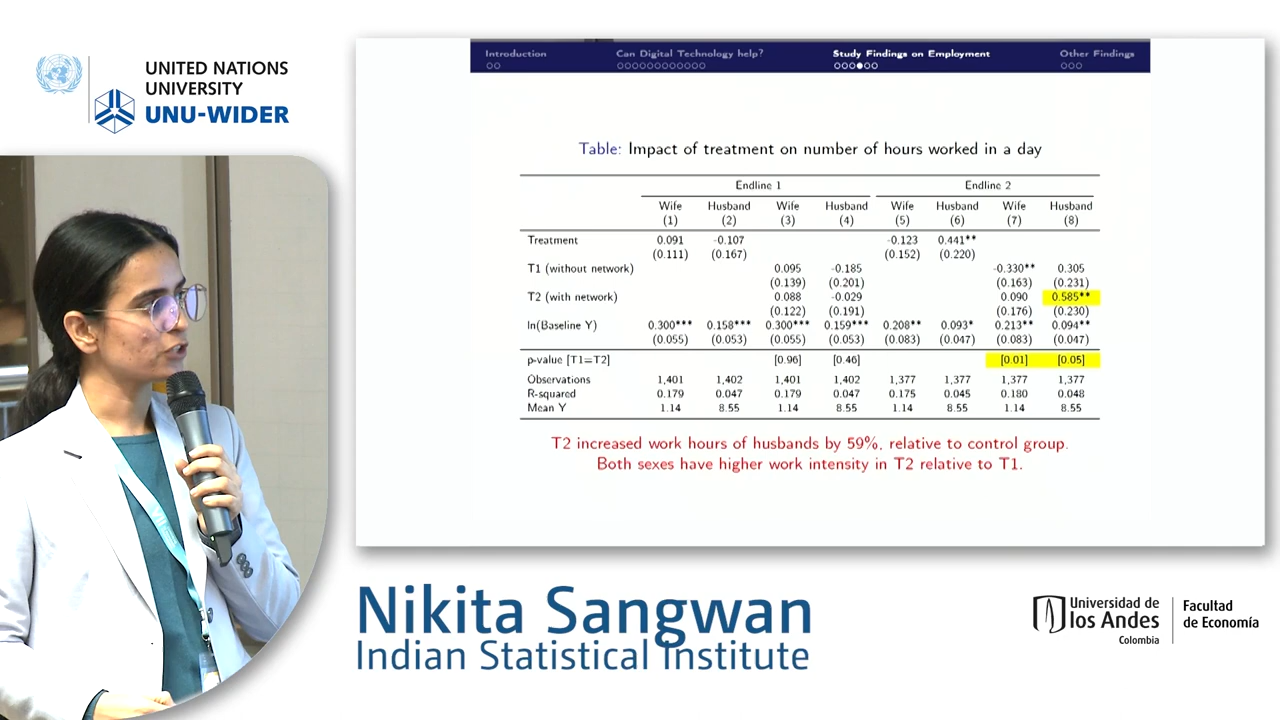 UNITED NATIONS
UNIVERSITY
UNU-WIDER
Introduction Can Digital Technology help? Study Findings on Employment Other Findings
Table: Impact of treatment on number of hours worked in a day
Endline 1 Endline 2
Wife Husband Wife Husband Wife Husband Wife Husband
(1) (2) (3) (4) (5) (6) (7) (8)
Treatment 0.091 -0.107 -0.123 0.441**
(0.111) (0.167) (0.152) (0.220)
T1 (without network) 0.095 -0.185 -0.330** 0.305
(0.139) (0.201) (0.163) (0.231)
T2 (with network) 0.088 -0.029 0.090 0.585**
(0.122) (0.191) (0.176) (0.230)
ln(Baseline Y) 0.300*** 0.158*** 0.300*** 0.159*** 0.208** 0.093* 0.213** 0.094**
(0.055) (0.053) (0.055) (0.053) (0.083) (0.047) (0.083) (0.047)
p-value [T1=T2] [0.96] [0.46] [0.01] [0.05]
Observations 1,401 1,402 1,401 1,402 1,377 1,377 1,377 1,377
R-squared 0.179 0.047 0.179 0.047 0.175 0.045 0.180 0.048
Mean Y 1.14 8.55 1.14 8.55 1.14 8.55 1.14 8.55
T2 increased work hours of husbands by 59%, relative to control group.
Both sexes have higher work intensity in T2 relative to T1.
Nikita Sangwan
Indian Statistical Institute
Universidad de
los Andes
Colombia
Facultad
de Economía